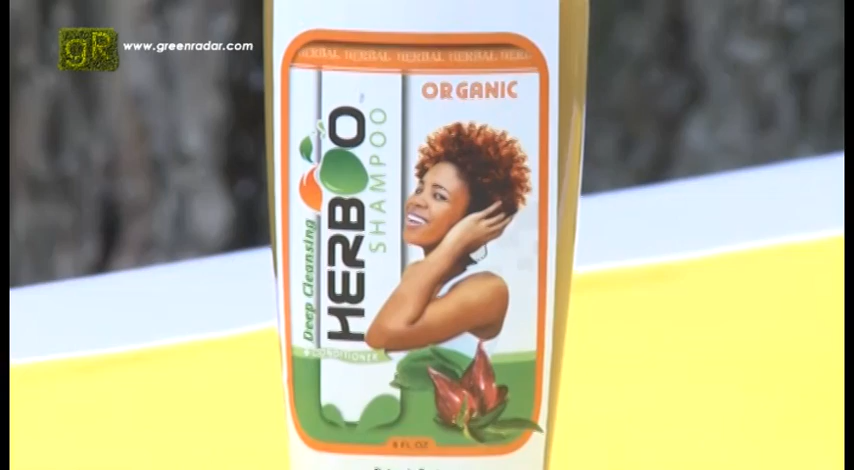 gR
www.greenradar.com
HERBAL HERBAL HERBAL HERBAL
ORGANIC
HERBOO
SHAMPOO
Deep Cleansing
CONDITIONER
8 FL OZ